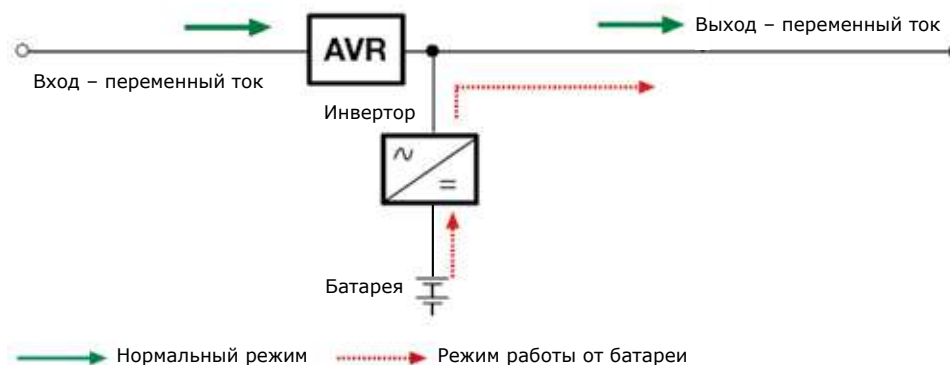 Выход – переменный ток
AVR
Вход – переменный ток
Инвертор
Батарея
Нормальный режим
Режим работы от батареи